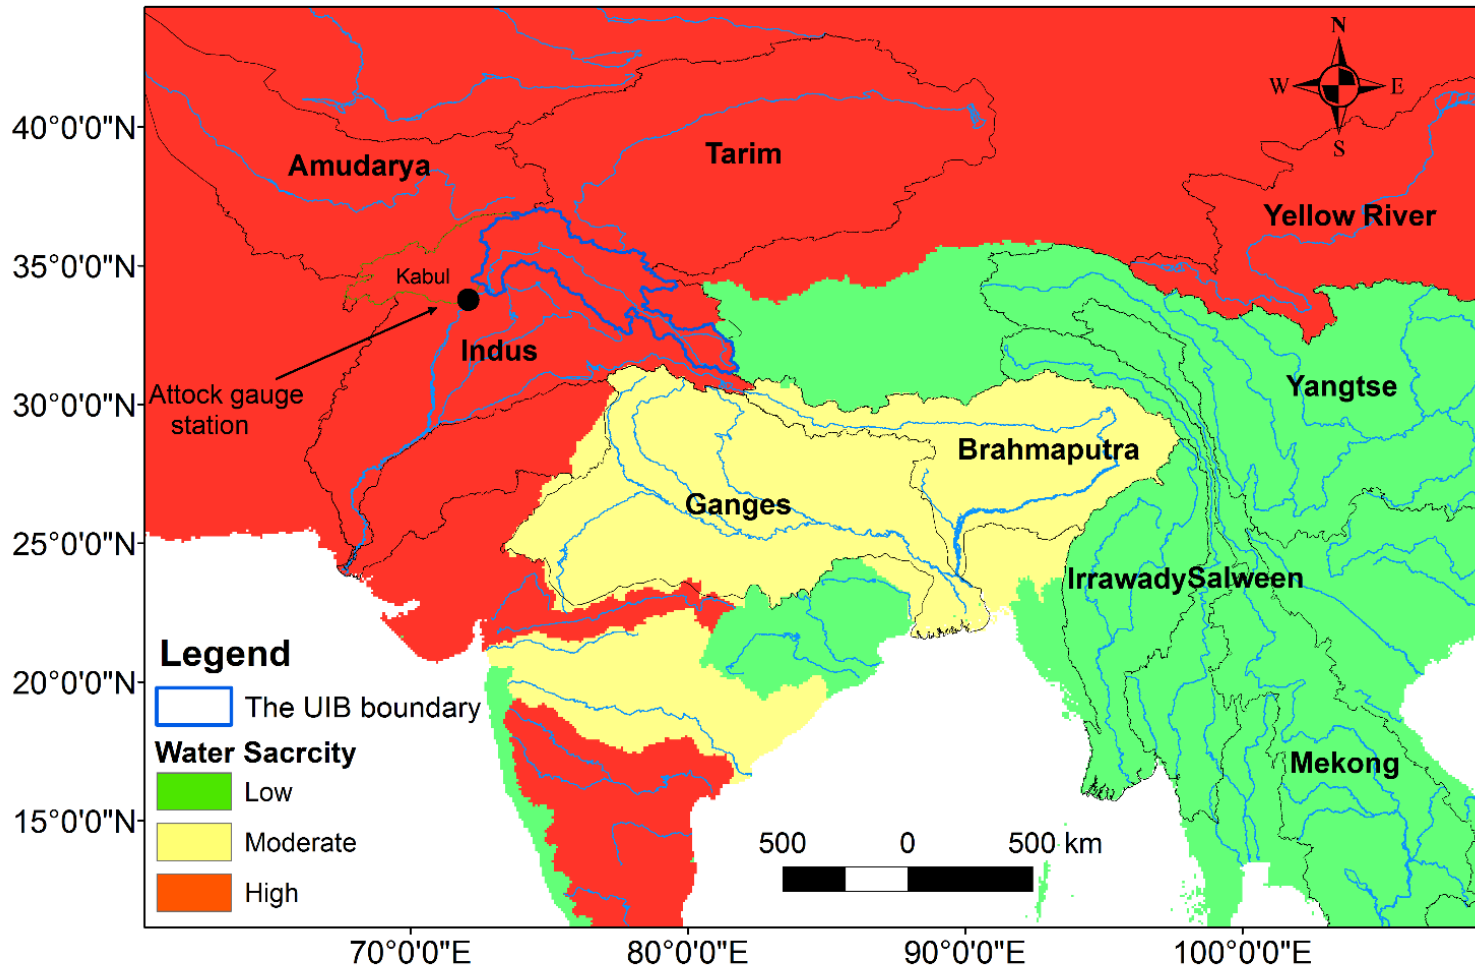 N
W E
S
40°0'0"N
35°0'0"N
30°0'0"N
25°0'0"N
20°0'0"N
15°0'0"N
Amudarya
Tarim
Yellow River
Kabul
Indus
Attock gauge
station
Yangtse
Brahmaputra
Ganges
Irrawady
Salween
Mekong
Legend
The UIB boundary
Water Sacrcity
Low
Moderate
High
500 0 500 km
70°0'0"E
80°0'0"E
90°0'0"E
100°0'0"E